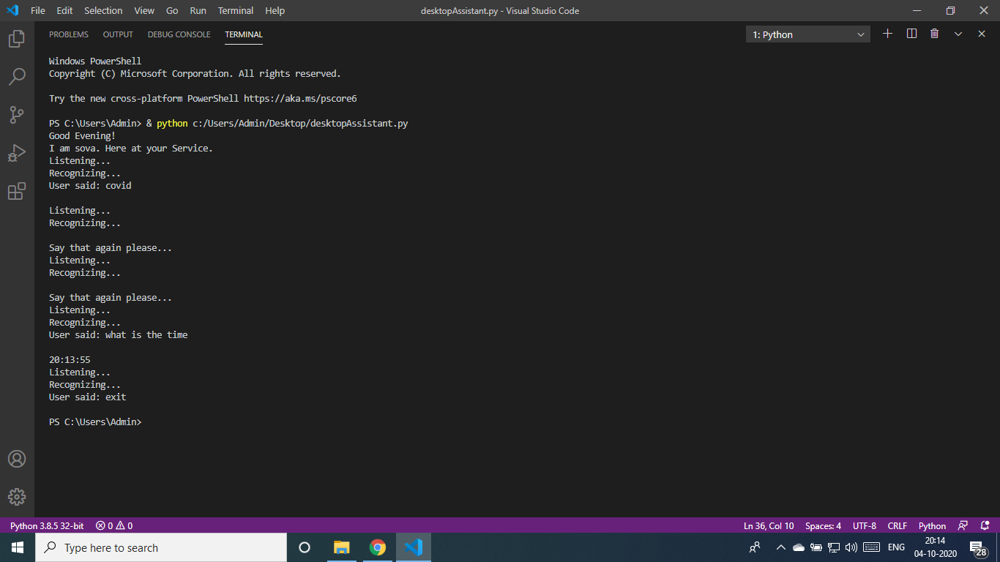 File Edit Selection View Go Run Terminal Help desktopAssistant.py - Visual Studio Code
PROBLEMS OUTPUT DEBUG CONSOLE TERMINAL 1: Python
Windows PowerShell
Copyright (C) Microsoft Corporation. All rights reserved.
Try the new cross-platform PowerShell https://aka.ms/pscore6
PS C:\Users\Admin> & python c:/Users/Admin/Desktop/desktopAssistant.py
Good Evening!
I am sova. Here at your Service.
Listening...
Recognizing...
User said: covid
Listening...
Recognizing...
Say that again please...
Listening...
Recognizing...
Say that again please...
Listening...
Recognizing...
User said: what is the time
20:13:55
Listening...
Recognizing...
User said: exit
PS C:\Users\Admin>
Python 3.8.5 32-bit 0 0 Ln 36, Col 10 Spaces: 4 UTF-8 CRLF Python
Type here to search ENG 20:14
04-10-2020 28